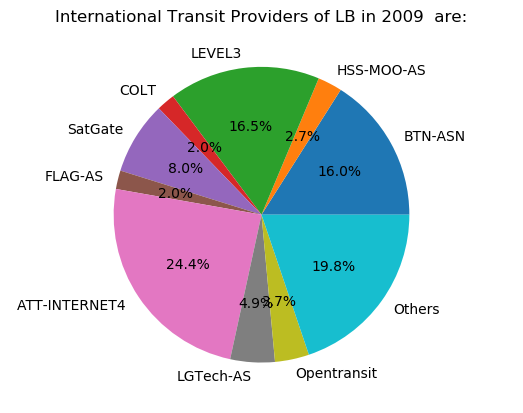 International Transit Providers of LB in 2009  are:
LEVEL3
HSS-MOO-AS
COLT
SatGate
BTN-ASN
FLAG-AS
16.5%
2.7%
2.0%
8.0%
16.0%
2.0%
24.4%
19.8%
4.9%
3.7%
ATT-INTERNET4
Others
LGTech-AS
Opentransit